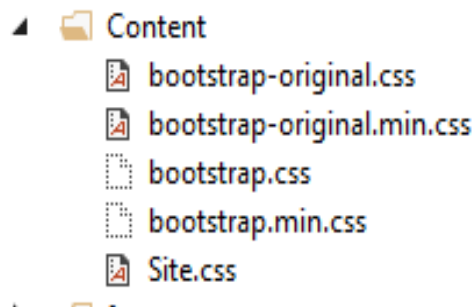 Content
bootstrap-original.css
bootstrap-original.min.css
bootstrap.css
bootstrap.min.css
Site.css